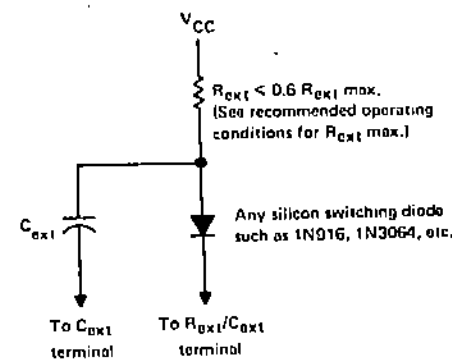 VCC
Rext < 0.6 Rext max.
(See recommended operating
conditions for Rext max.)
Cext
Any silicon switching diode
such as 1N916, 1N3064, etc.
To Cext
terminal
To Rext/Cext
terminal